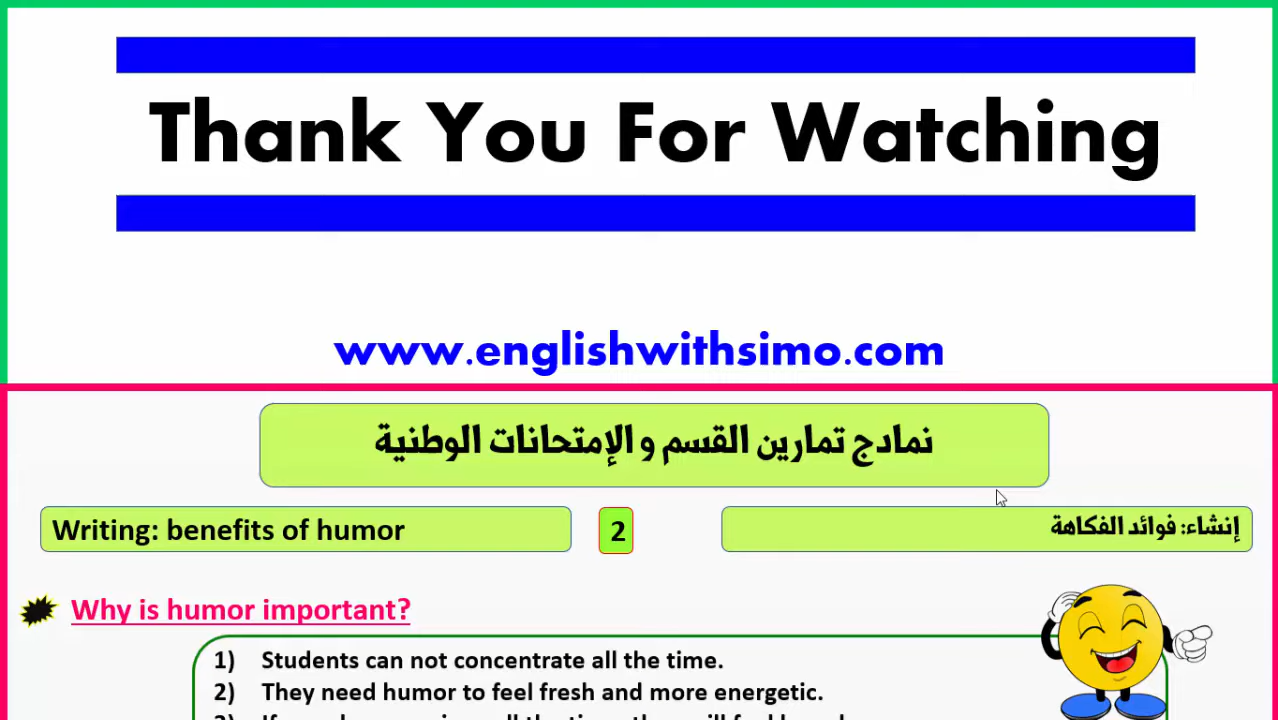 Thank You For Watching
www.englishwithsimo.com
نمادج تمارين القسم و الإمتحانات الوطنية
Writing: benefits of humor
2
إنشاء: فوائد الفكاهة
Why is humor important?
1) Students can not concentrate all the time.
2) They need humor to feel fresh and more energetic.